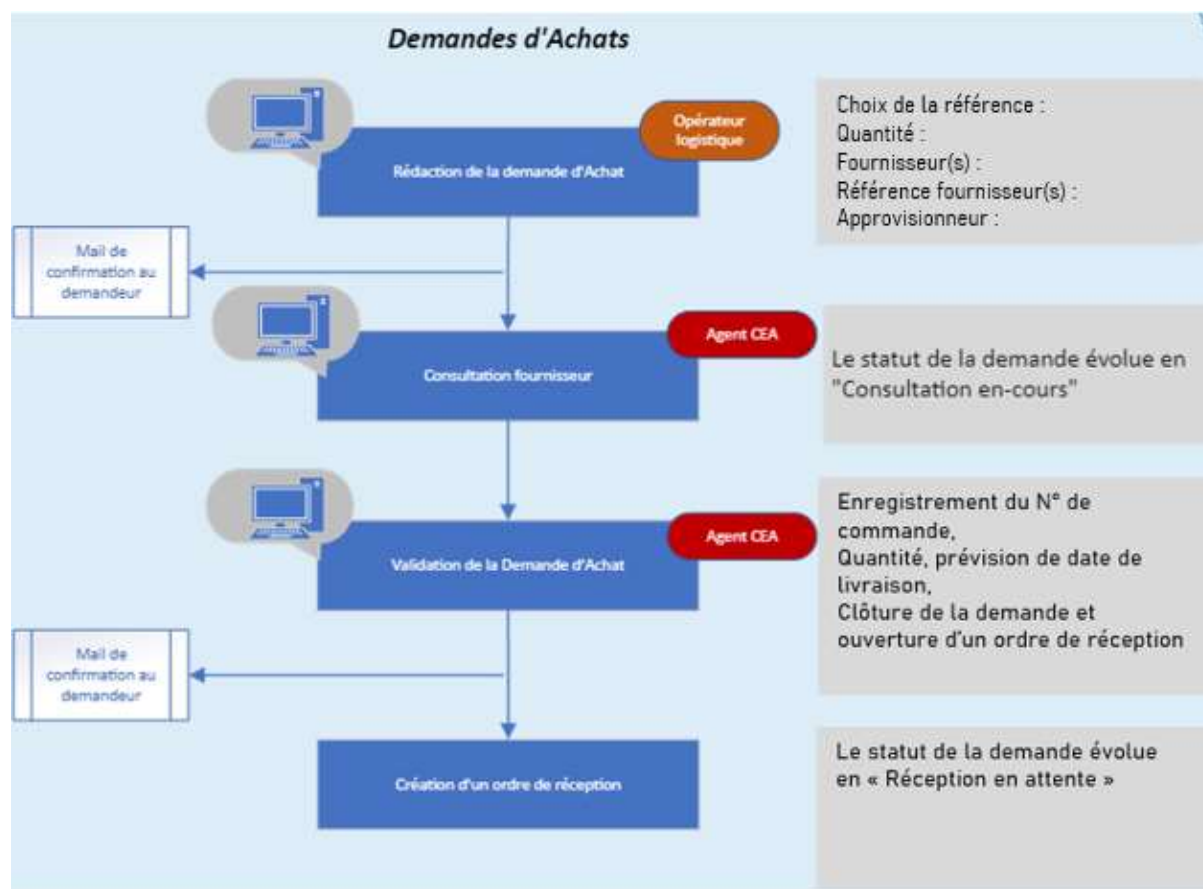 Demandes d'Achats
Opérateur
logistique
Rédaction de la demande d'Achat
Choix de la référence :
Quantité :
Fournisseur(s) :
Référence fournisseur(s) :
Approvisionneur :
Mail de
confirmation au
demandeur
Agent CEA
Consultation fournisseur
Le statut de la demande évolue en
"Consultation en-cours"
Agent CEA
Validation de la Demande d'Achat
Enregistrement du N° de
commande,
Quantité, prévision de date de
livraison,
Clôture de la demande et
ouverture d'un ordre de réception
Mail de
confirmation au
demandeur
Création d'un ordre de réception
Le statut de la demande évolue
en « Réception en attente »